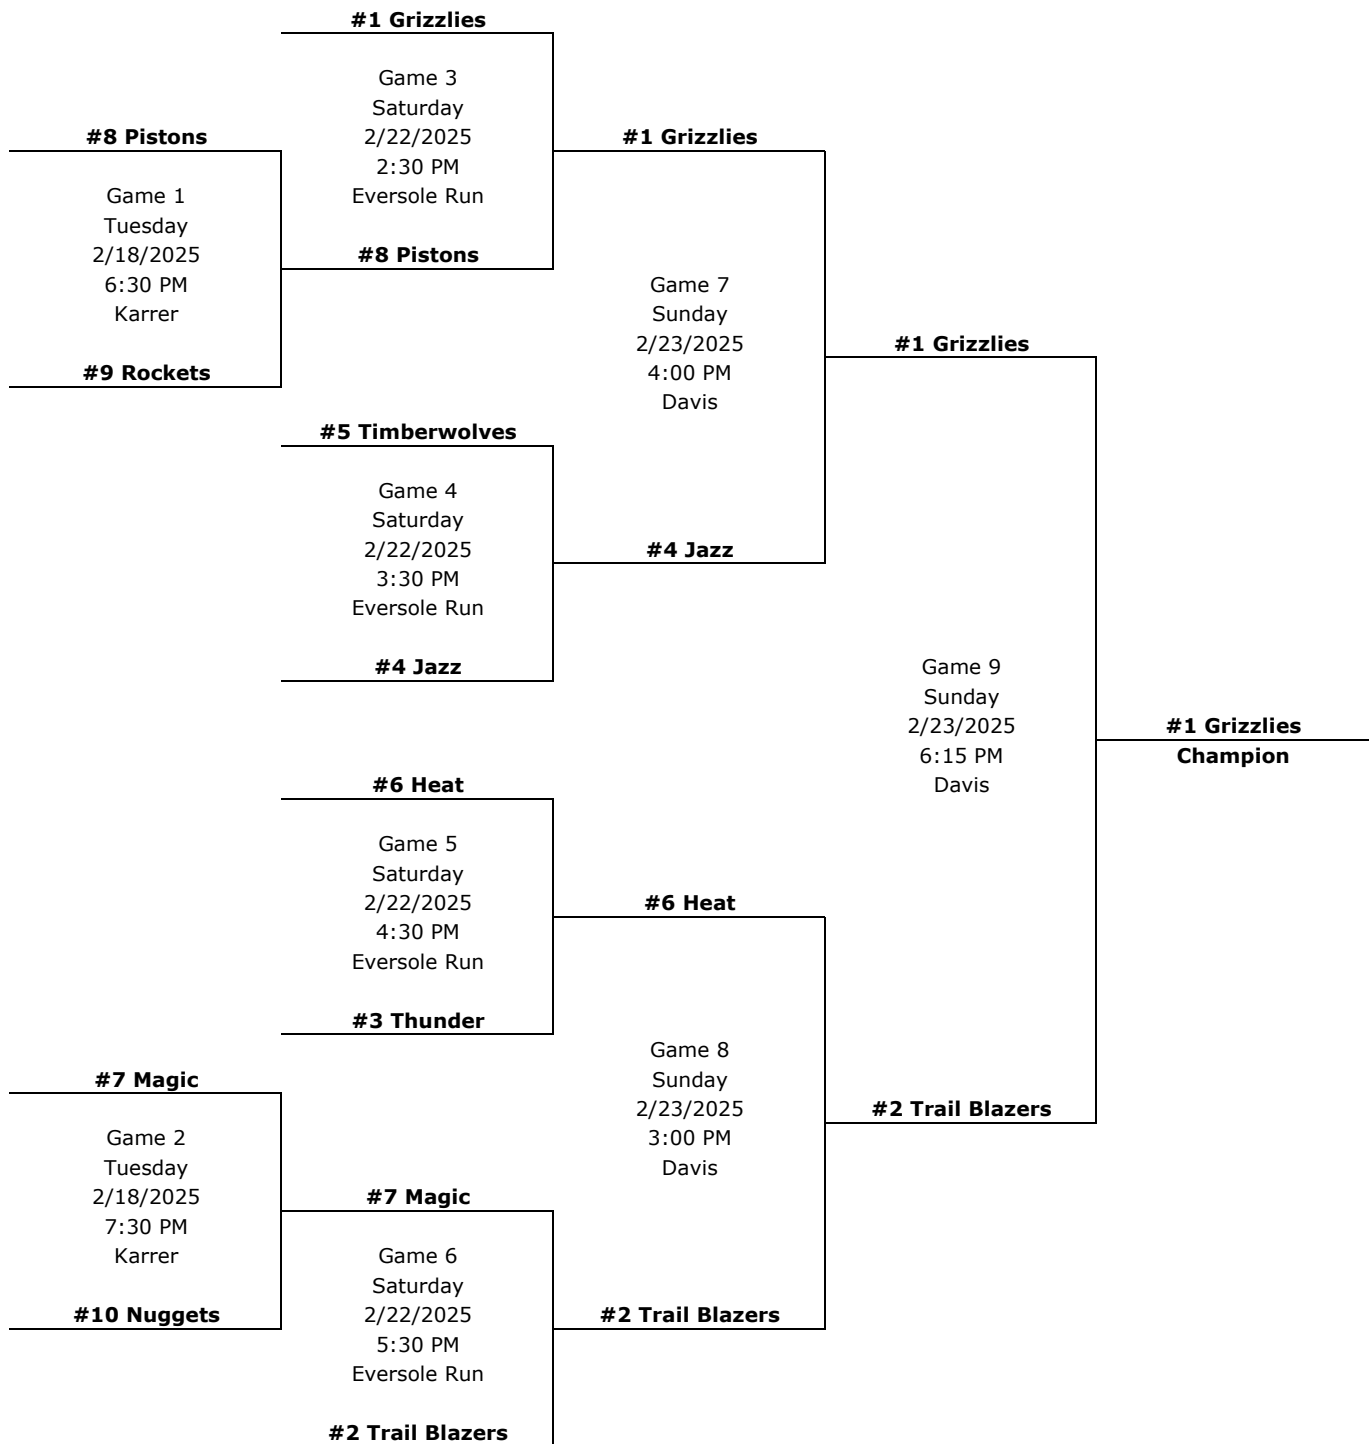 #1 Grizzlies
Game 3
Saturday
2/22/2025
2:30 PM
Eversole Run
#8 Pistons
#8 Pistons
Game 1
Tuesday
2/18/2025
6:30 PM
Karrer
#9 Rockets
#1 Grizzlies
Game 7
Sunday
2/23/2025
4:00 PM
Davis
#5 Timberwolves
Game 4
Saturday
2/22/2025
3:30 PM
Eversole Run
#4 Jazz
#4 Jazz
#1 Grizzlies
Game 9
Sunday
2/23/2025
6:15 PM
Davis
#1 Grizzlies
Champion
#6 Heat
Game 5
Saturday
2/22/2025
4:30 PM
Eversole Run
#3 Thunder
#6 Heat
Game 8
Sunday
2/23/2025
3:00 PM
Davis
#2 Trail Blazers
#7 Magic
Game 2
Tuesday
2/18/2025
7:30 PM
Karrer
#10 Nuggets
#7 Magic
Game 6
Saturday
2/22/2025
5:30 PM
Eversole Run
#2 Trail Blazers
#2 Trail Blazers